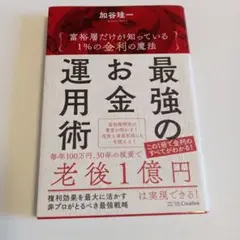 加谷珪一
富裕層だけが知っている
1%の金利の魔法
最強の
お金
運用術
この1冊で金利の
すべてがわかる!
毎年100万円、30年の投資で
老後1億円
は実現できる!
複利効果を最大に活かす
非プロがとるべき最強戦略
SB Creative